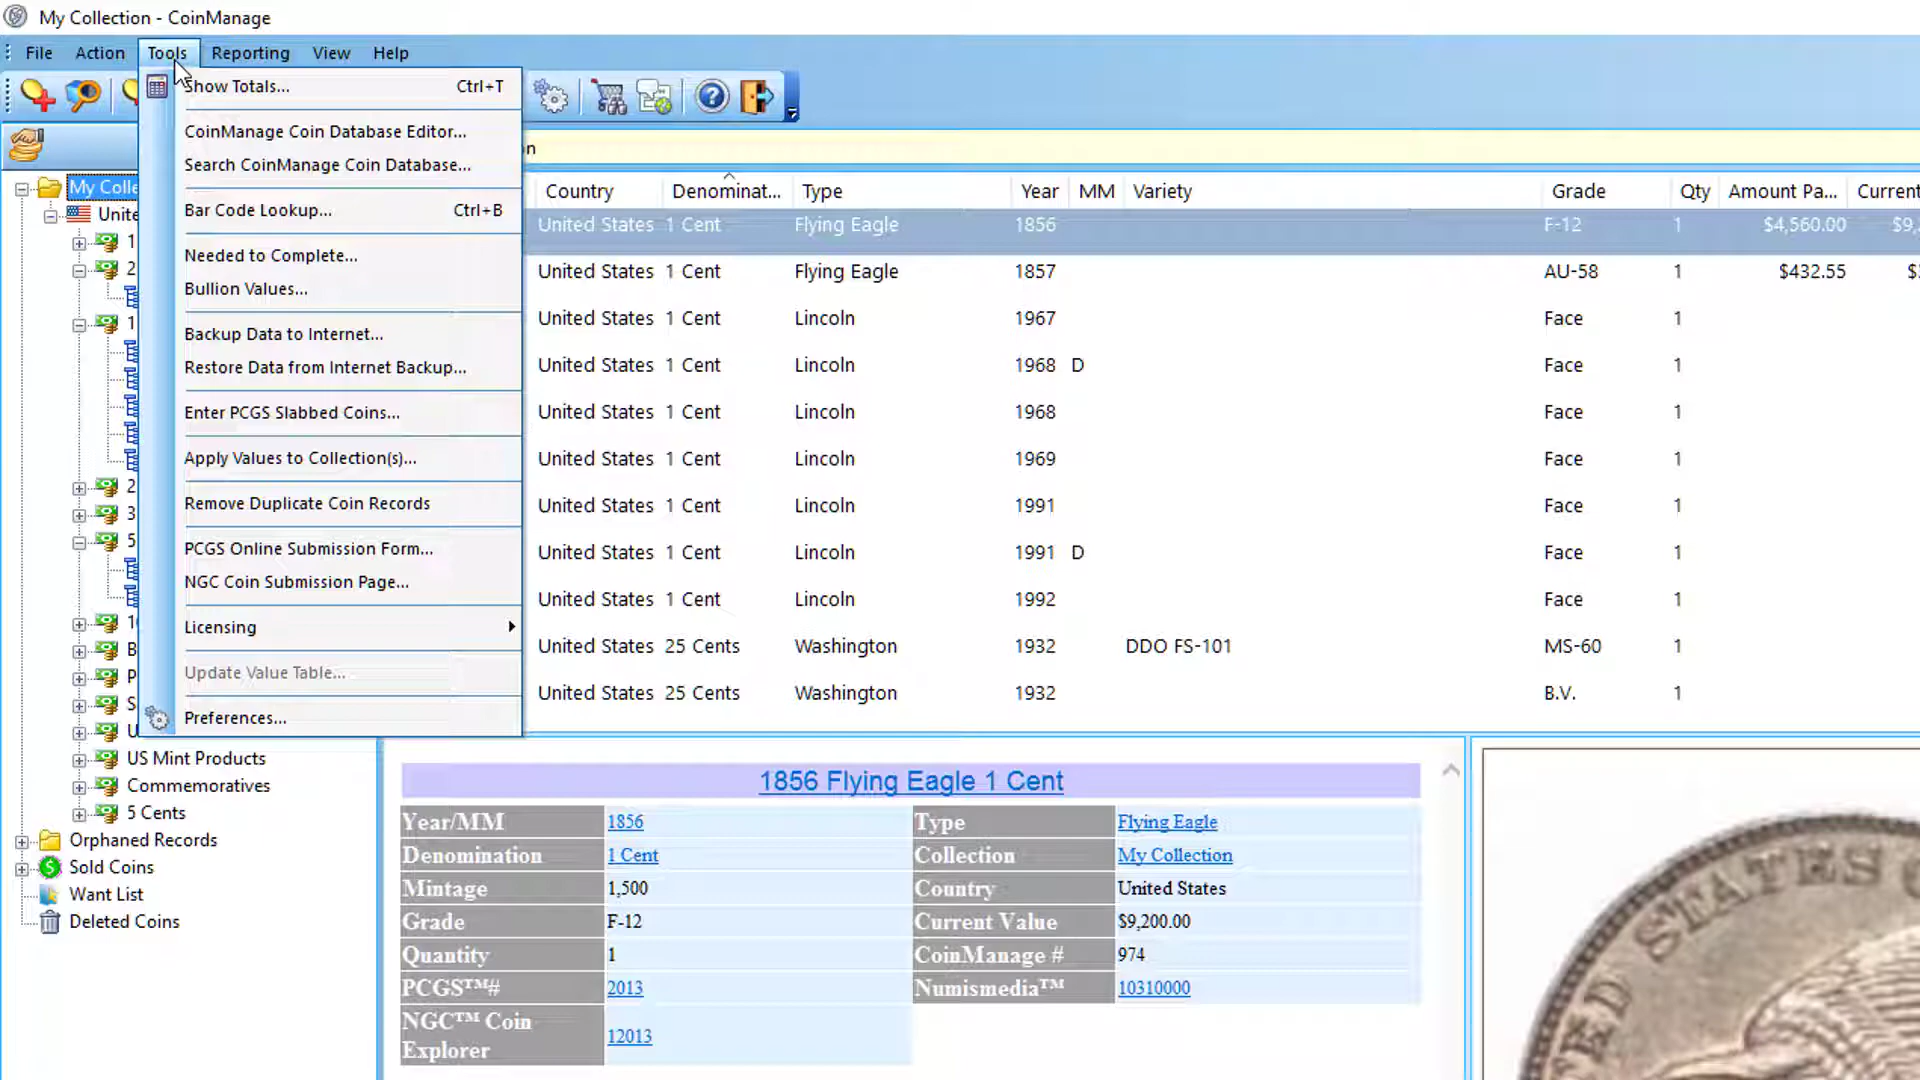 My Collection - CoinManage
File Action Tools Reporting View Help
Show Totals... Ctrl+T
CoinManage Coin Database Editor...
Search CoinManage Coin Database...
Bar Code Lookup... Ctrl+B
Needed to Complete...
Bullion Values...
Backup Data to Internet...
Restore Data from Internet Backup...
Enter PCGS Slabbed Coins...
Apply Values to Collection(s)...
Remove Duplicate Coin Records
PCGS Online Submission Form...
NGC Coin Submission Page...
Licensing
Update Value Table...
Preferences...
My Colle
Unite
1
2
1
2
3
5
1
B
P
S
U
US Mint Products
Commemoratives
5 Cents
Orphaned Records
Sold Coins
Want List
Deleted Coins
n
Country Denominat... Type Year MM Variety Grade Qty Amount Pa... Current
United States 1 Cent Flying Eagle 1856 F-12 1 $4,560.00 $9,
United States 1 Cent Flying Eagle 1857 AU-58 1 $432.55 $
United States 1 Cent Lincoln 1967 Face 1
United States 1 Cent Lincoln 1968 D Face 1
United States 1 Cent Lincoln 1968 Face 1
United States 1 Cent Lincoln 1969 Face 1
United States 1 Cent Lincoln 1991 Face 1
United States 1 Cent Lincoln 1991 D Face 1
United States 1 Cent Lincoln 1992 Face 1
United States 25 Cents Washington 1932 DDO FS-101 MS-60 1
United States 25 Cents Washington 1932 B.V. 1
1856 Flying Eagle 1 Cent
Year/MM 1856 Type Flying Eagle
Denomination 1 Cent Collection My Collection
Mintage 1,500 Country United States
Grade F-12 Current Value $9,200.00
Quantity 1 CoinManage # 974
PCGS™# 2013 Numismedia™ 10310000
NGC™ Coin
Explorer 12013
UNITED STATES O